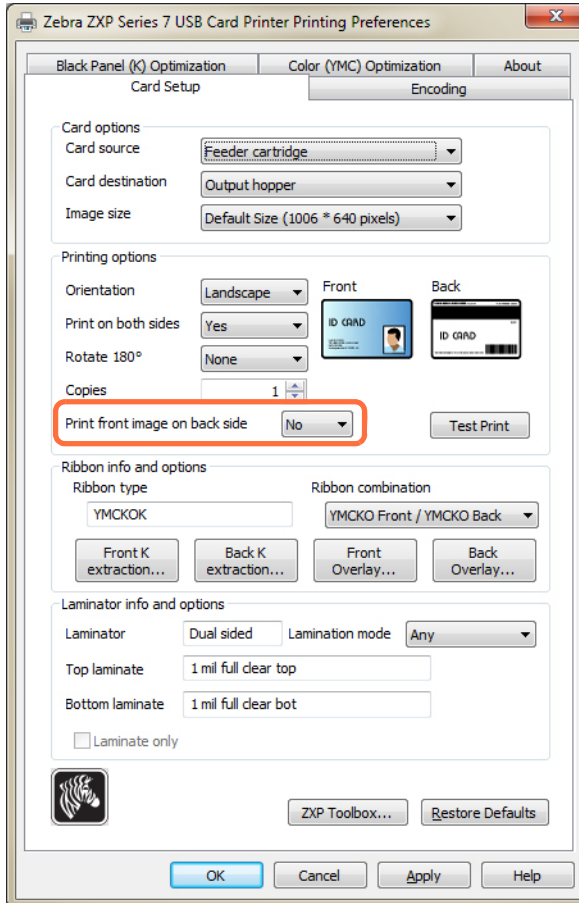 Zebra ZXP Series 7 USB Card Printer Printing Preferences
Black Panel (K) Optimization Color (YMC) Optimization About
Card Setup Encoding
Card options
Card source Feeder cartridge
Card destination Output hopper
Image size Default Size (1006 * 640 pixels)
Printing options
Orientation Landscape Front Back
Print on both sides Yes
ID CARD ID CARD
Rotate 180° None
Copies 1
Print front image on back side No Test Print
Ribbon info and options
Ribbon type Ribbon combination
YMCKOK YMCKO Front / YMCKO Back
Front K extraction... Back K extraction... Front Overlay... Back Overlay...
Laminator info and options
Laminator Dual sided Lamination mode Any
Top laminate 1 mil full clear top
Bottom laminate 1 mil full clear bot
Laminate only
ZXP Toolbox... Restore Defaults
OK Cancel Apply Help